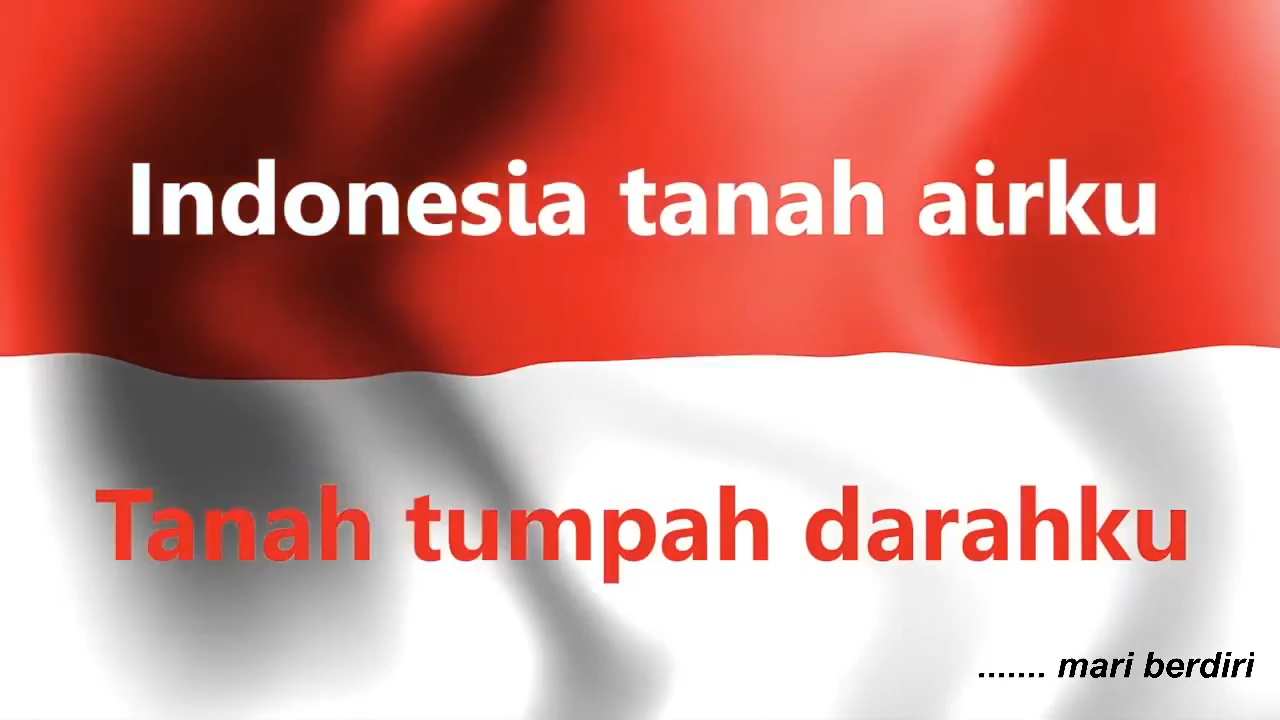 Indonesia tanah airku
Tanah tumpah darahku
....... mari berdiri